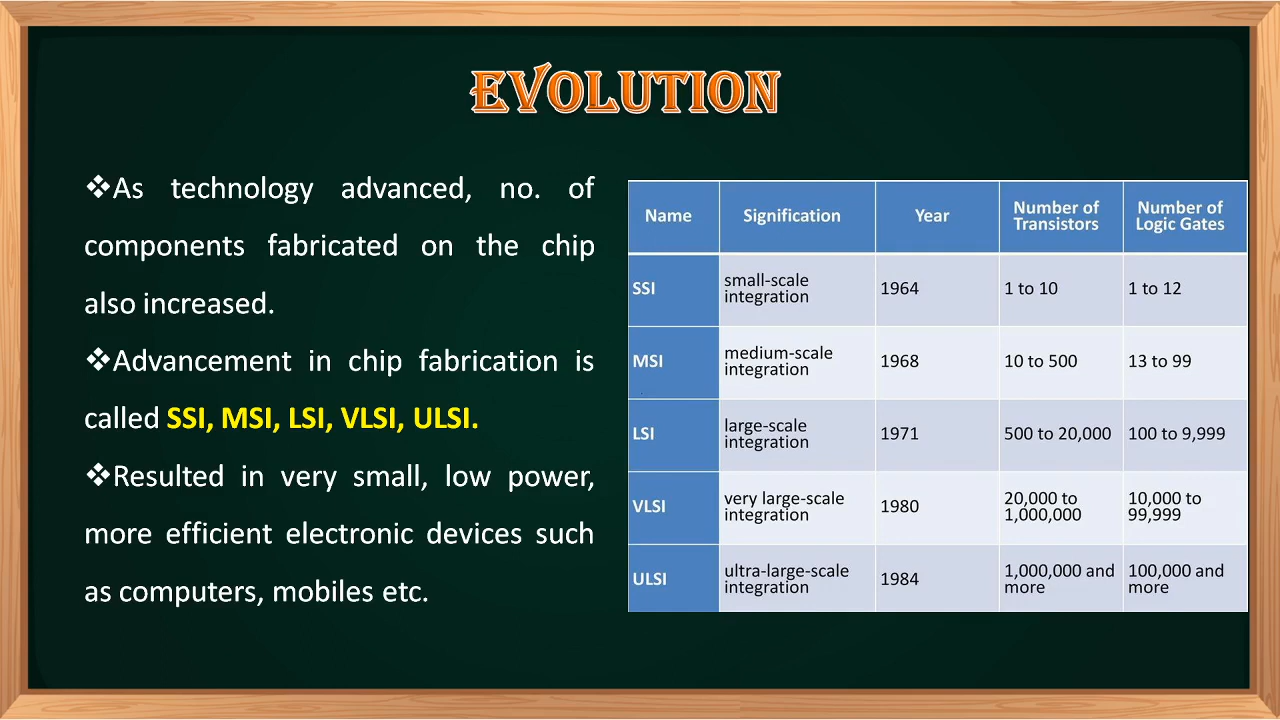 EVOLUTION
❖As technology advanced, no. of
components fabricated on the chip
also increased.
❖Advancement in chip fabrication is
called SSI, MSI, LSI, VLSI, ULSI.
❖Resulted in very small, low power,
more efficient electronic devices such
as computers, mobiles etc.
Name Signification Year Number of Transistors Number of Logic Gates
SSI small-scale integration 1964 1 to 10 1 to 12
MSI medium-scale integration 1968 10 to 500 13 to 99
LSI large-scale integration 1971 500 to 20,000 100 to 9,999
VLSI very large-scale integration 1980 20,000 to 1,000,000 10,000 to 99,999
ULSI ultra-large-scale integration 1984 1,000,000 and more 100,000 and more